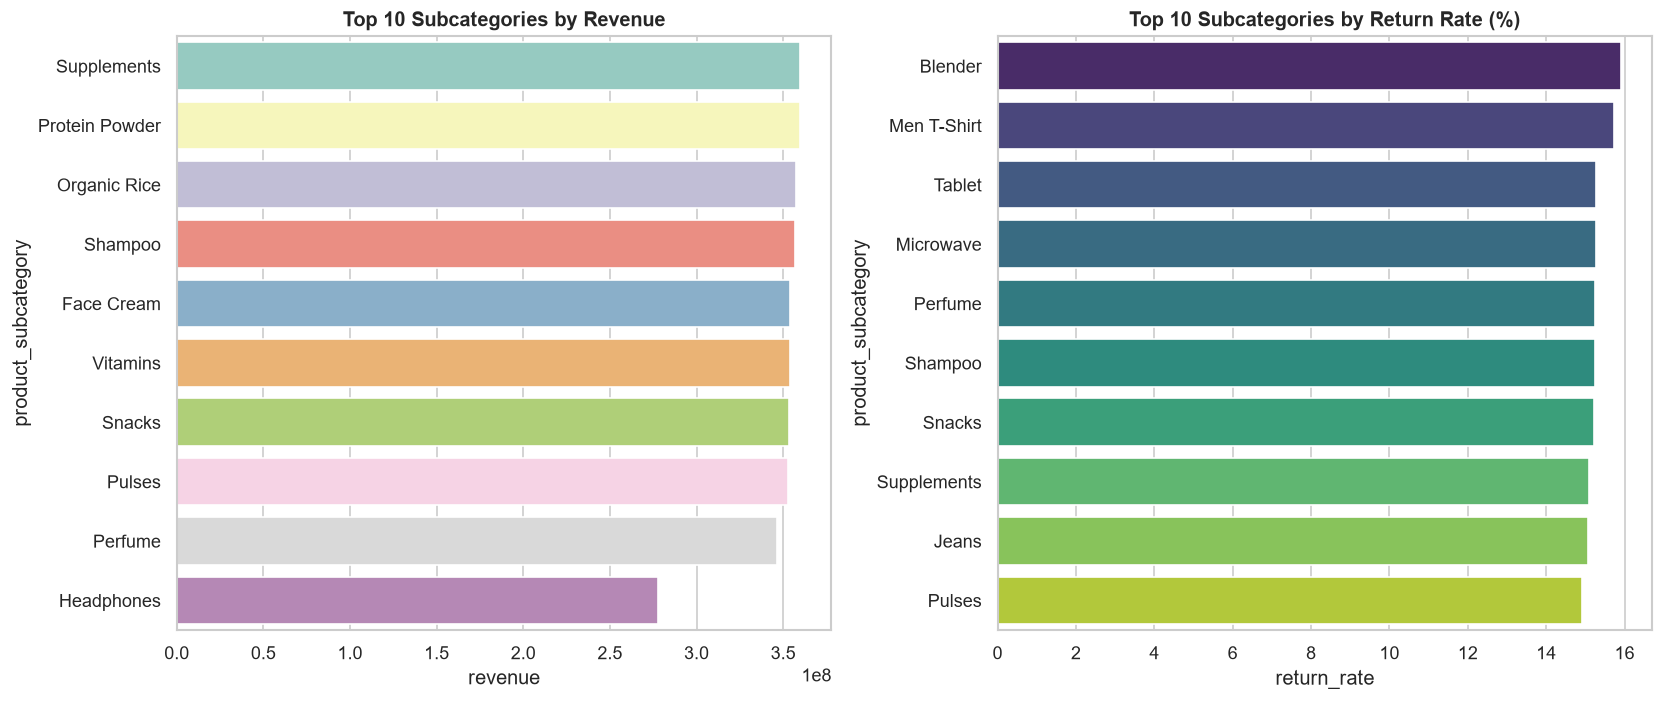 Top 10 Subcategories by Revenue
product_subcategory
Supplements
Protein Powder
Organic Rice
Shampoo
Face Cream
Vitamins
Snacks
Pulses
Perfume
Headphones
0.0 0.5 1.0 1.5 2.0 2.5 3.0 3.5
1e8
revenue
Top 10 Subcategories by Return Rate (%)
product_subcategory
Blender
Men T-Shirt
Tablet
Microwave
Perfume
Shampoo
Snacks
Supplements
Jeans
Pulses
0 2 4 6 8 10 12 14 16
return_rate